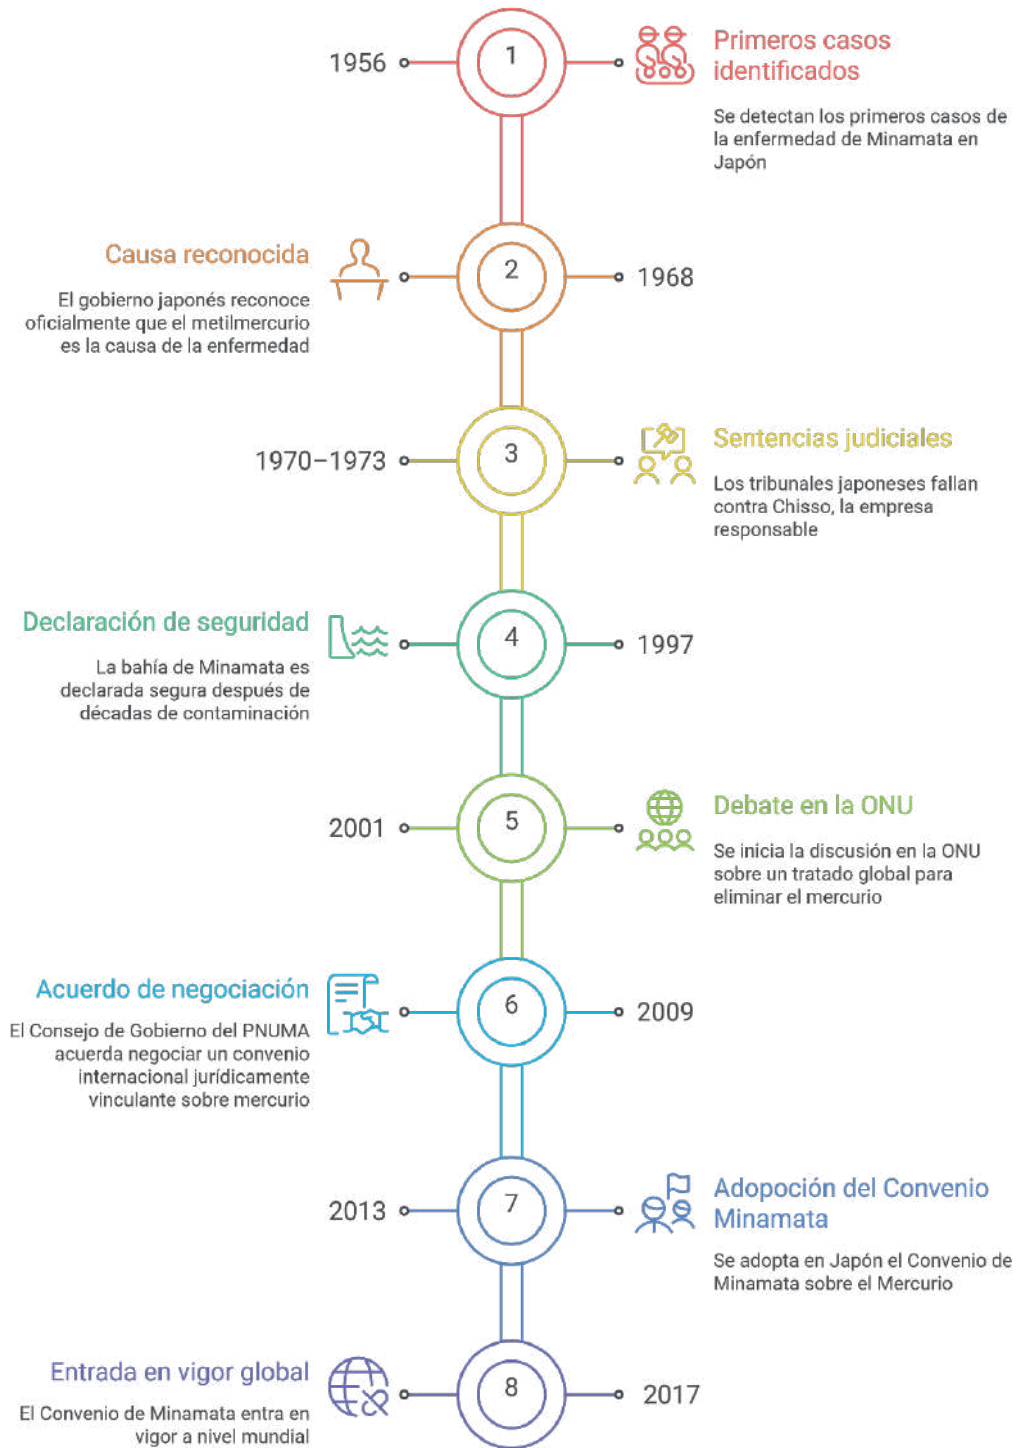 1956
1
Primeros casos
identificados
Se detectan los primeros casos de
la enfermedad de Minamata en
Japón
Causa reconocida
El gobierno japonés reconoce
oficialmente que el metilmercurio
es la causa de la enfermedad
2
1968
1970–1973
3
Sentencias judiciales
Los tribunales japoneses fallan
contra Chisso, la empresa
responsable
Declaración de seguridad
La bahía de Minamata es
declarada segura después de
décadas de contaminación
4
1997
2001
5
Debate en la ONU
Se inicia la discusión en la ONU
sobre un tratado global para
eliminar el mercurio
Acuerdo de negociación
El Consejo de Gobierno del PNUMA
acuerda negociar un convenio
internacional jurídicamente
vinculante sobre mercurio
6
2009
2013
7
Adopoción del Convenio
Minamata
Se adopta en Japón el Convenio de
Minamata sobre el Mercurio
Entrada en vigor global
El Convenio de Minamata entra en
vigor a nivel mundial
8
2017